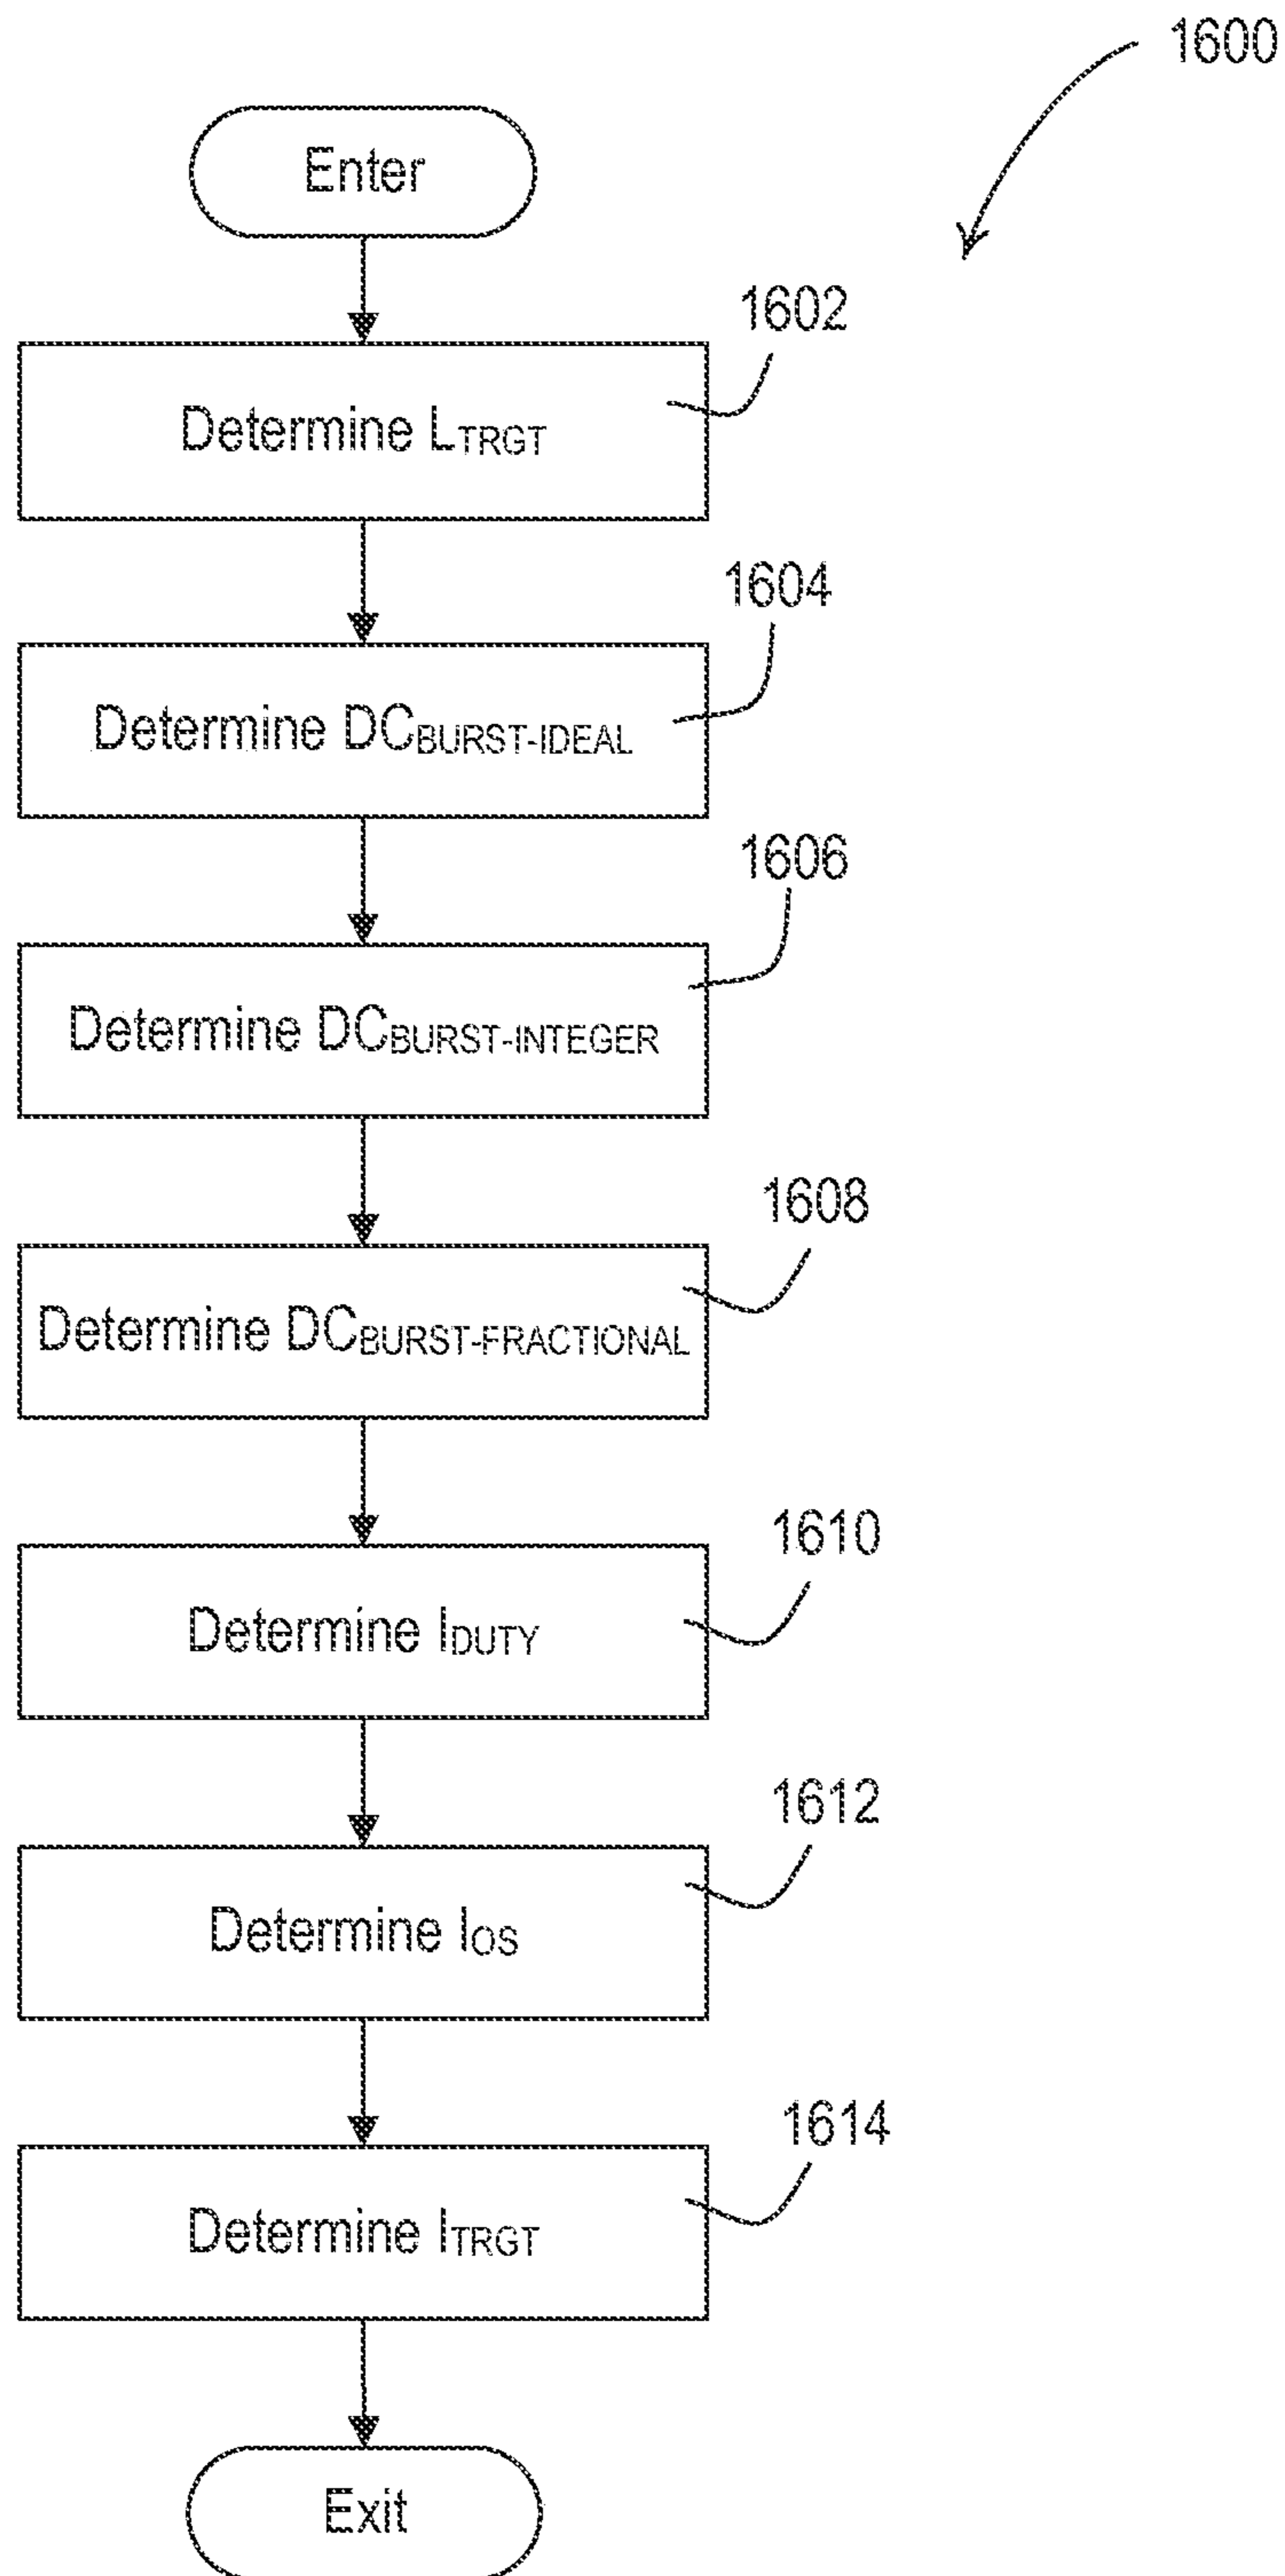 1600
Enter
1602
Determine LTRGT
1604
Determine DCBURST-IDEAL
1606
Determine DCBURST-INTEGER
1608
Determine DCBURST-FRACTIONAL
1610
Determine IDUTY
1612
Determine IOS
1614
Determine ITRGT
Exit